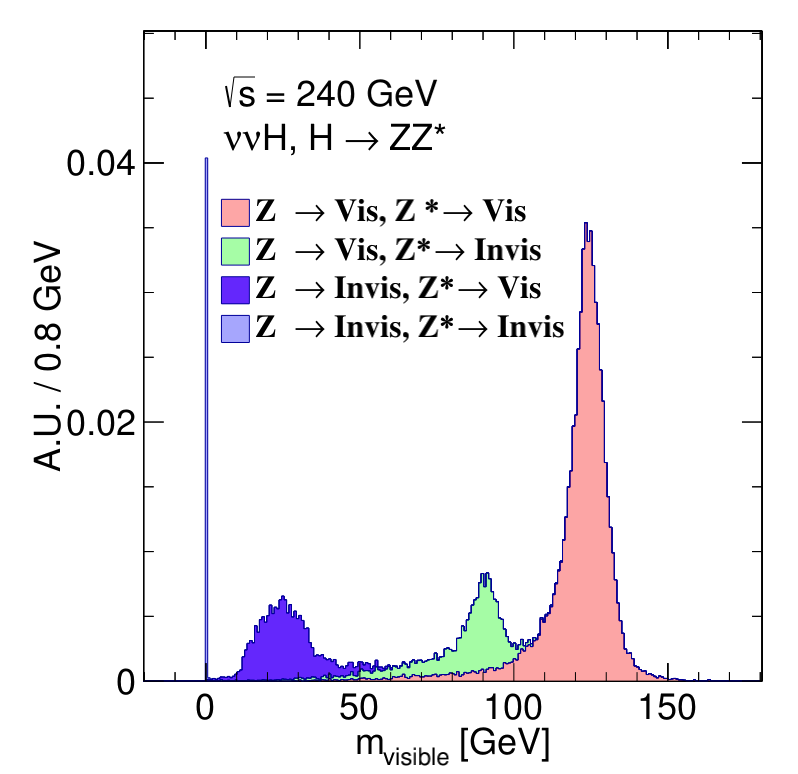 √s = 240 GeV
ννH, H → ZZ*
Z → Vis, Z *→ Vis
Z → Vis, Z*→ Invis
Z → Invis, Z*→ Vis
Z → Invis, Z*→ Invis
A.U. / 0.8 GeV
0.04
0.02
0
0 50 100 150
m_visible [GeV]